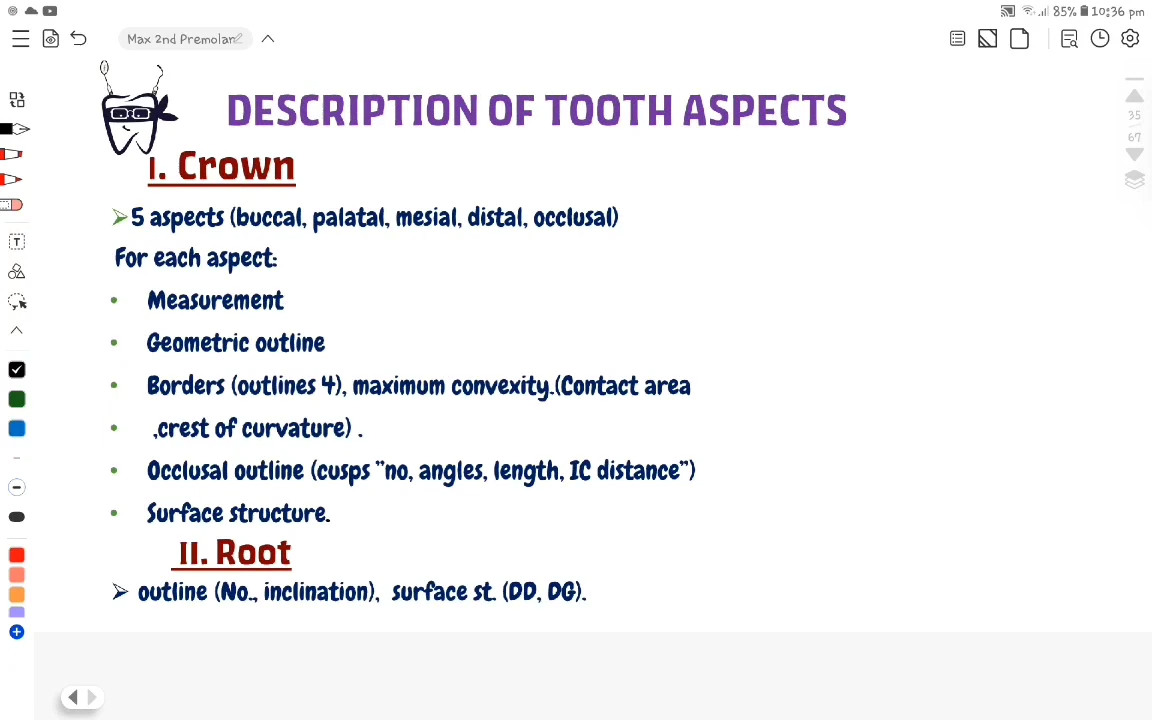 85% 10:36 pm
Max 2nd Premolar
DESCRIPTION OF TOOTH ASPECTS
I. Crown
➢5 aspects (buccal, palatal, mesial, distal, occlusal)
For each aspect:
• Measurement
• Geometric outline
• Borders (outlines 4), maximum convexity.(Contact area
• ,crest of curvature) .
• Occlusal outline (cusps "no, angles, length, IC distance")
• Surface structure.
II. Root
➢ outline (No., inclination), surface st. (DD, DG).
35
67
T